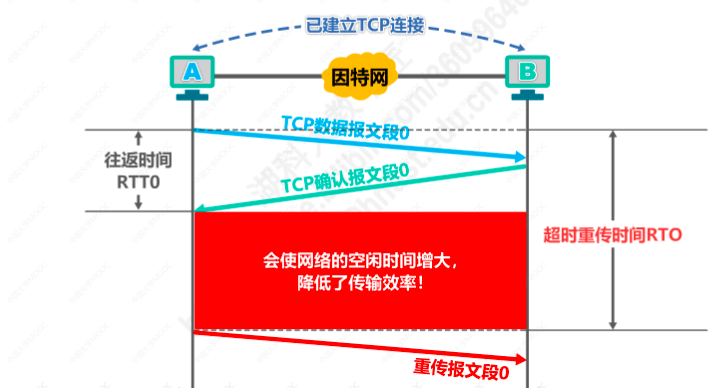 已建立TCP连接
A
因特网
B
TCP数据报文段0
往返时间
RTT0
TCP确认报文段0
超时重传时间RTO
会使网络的空闲时间增大，
降低了传输效率！
重传报文段0